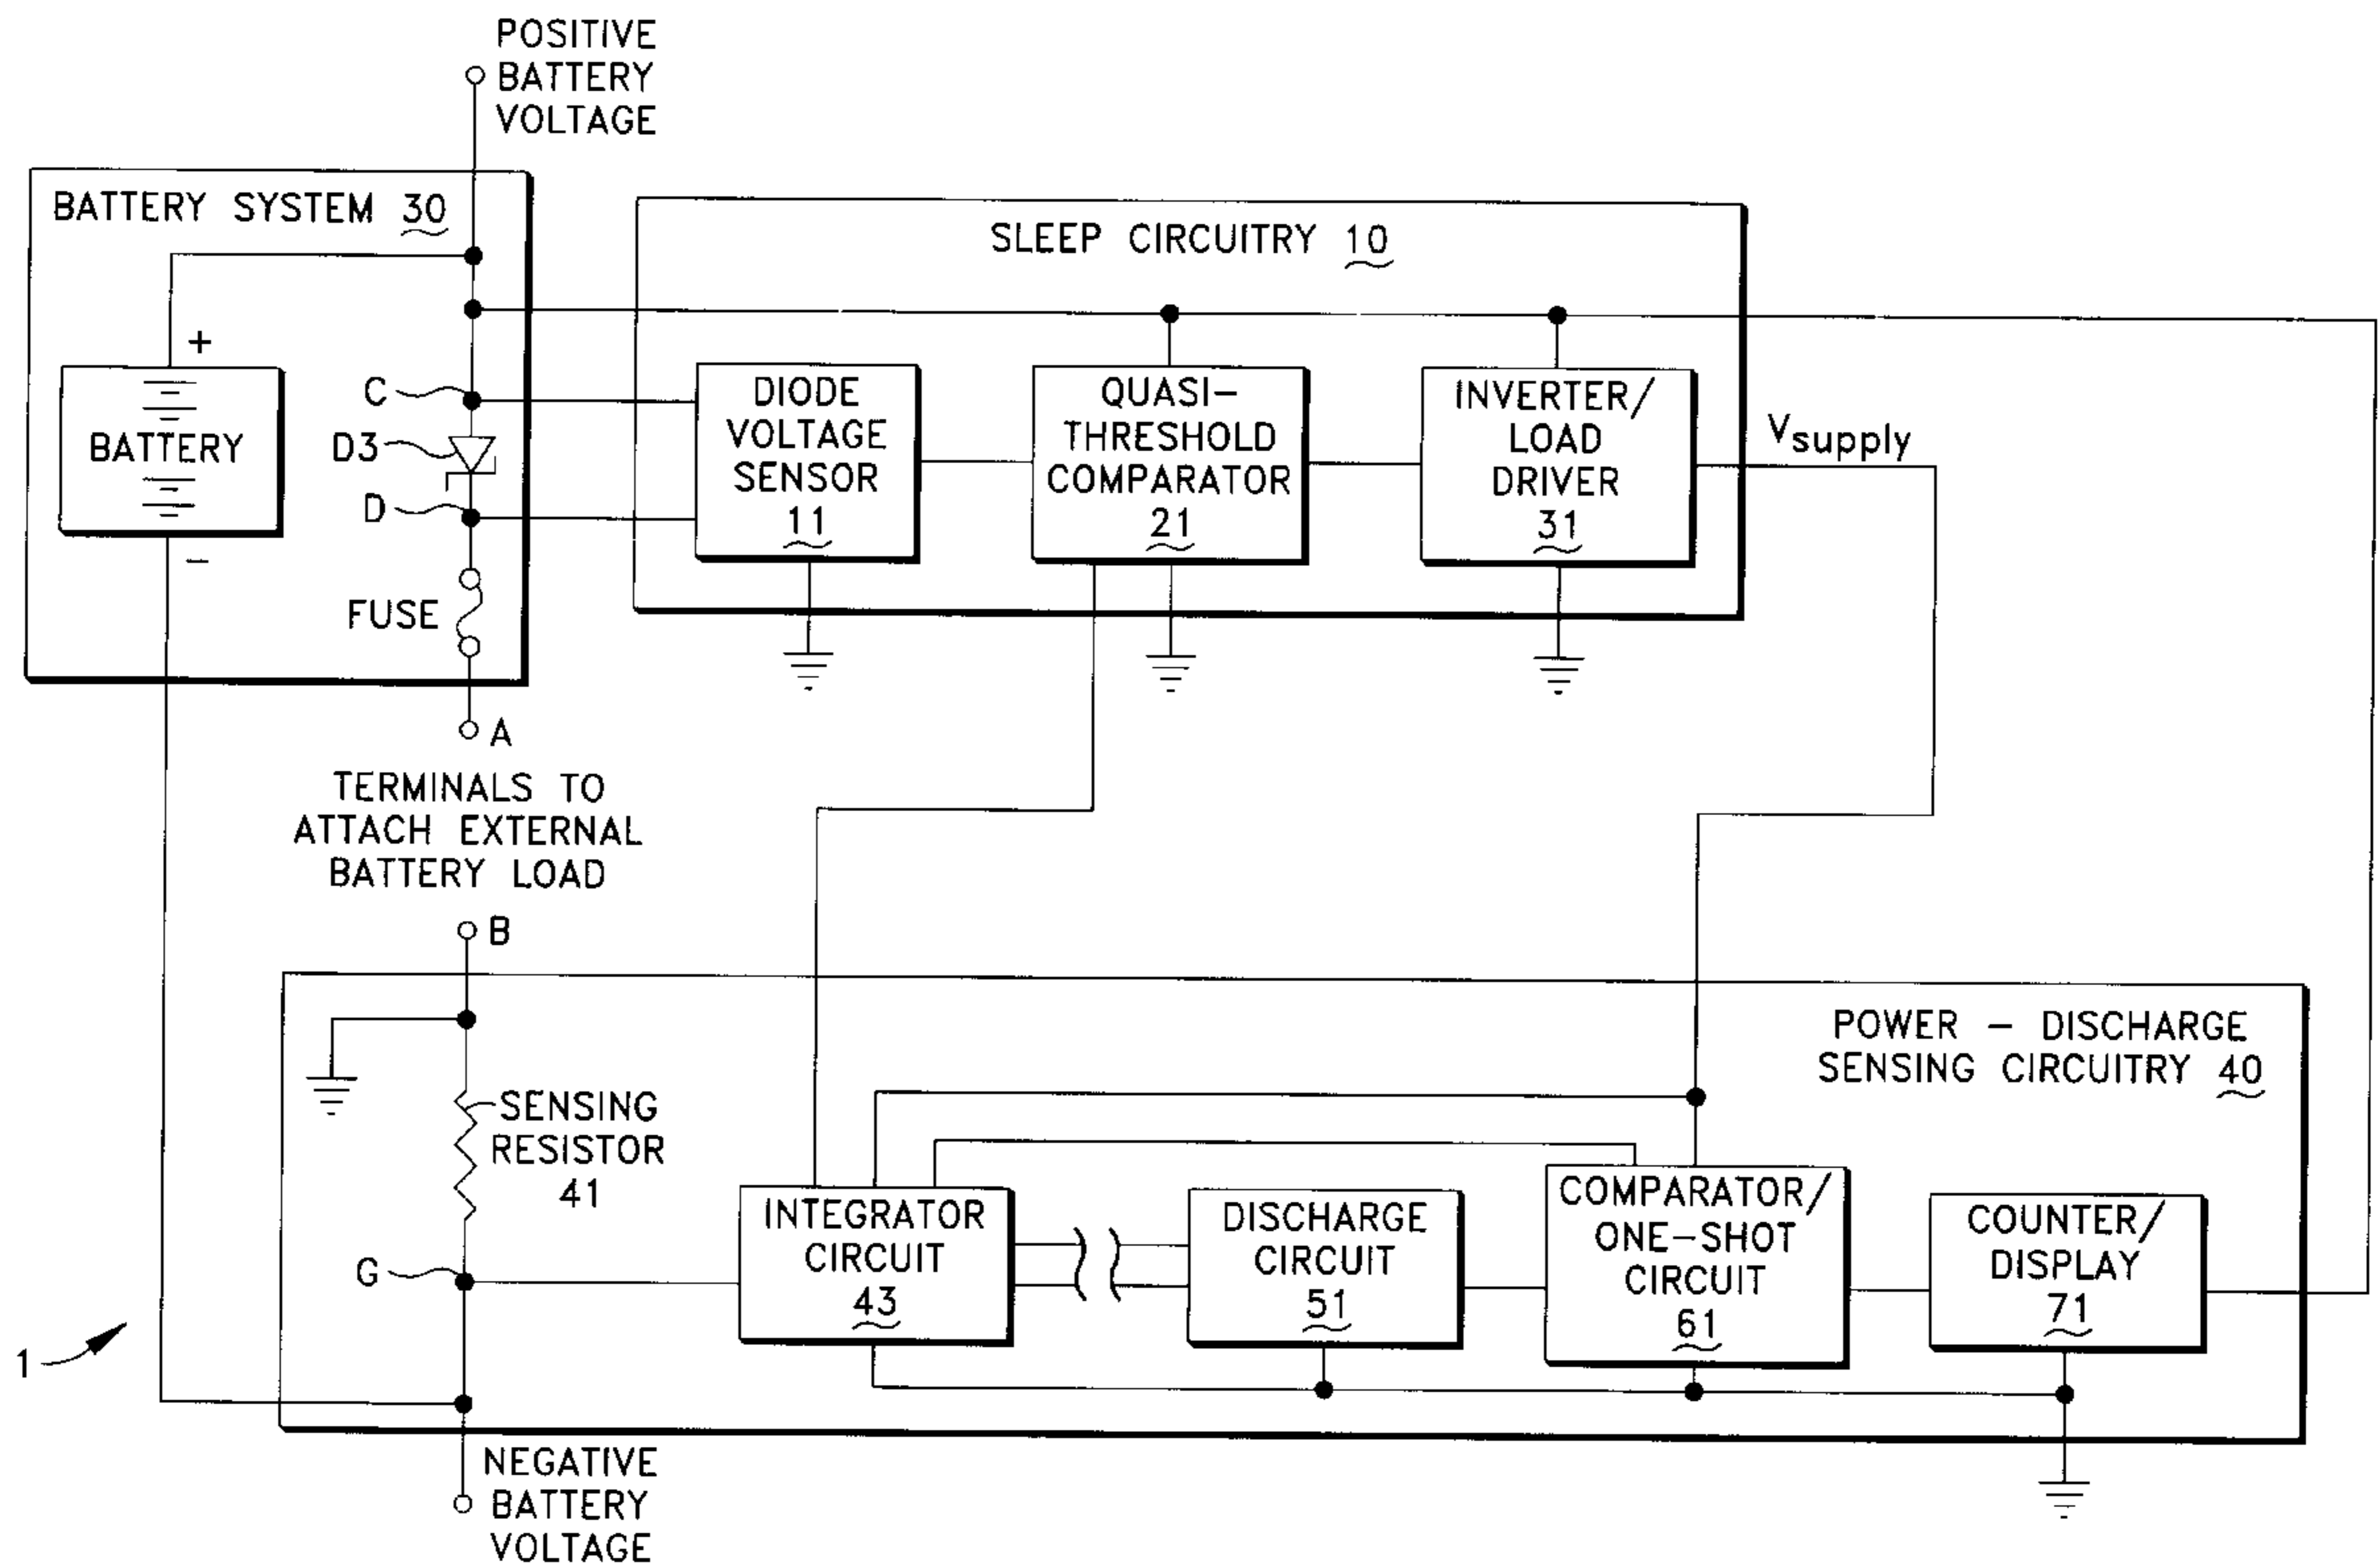 POSITIVE
BATTERY
VOLTAGE
BATTERY SYSTEM 30
+
BATTERY
−
C
D3
D
FUSE
A
SLEEP CIRCUITRY 10
DIODE
VOLTAGE
SENSOR
11
QUASI−
THRESHOLD
COMPARATOR
21
INVERTER/
LOAD
DRIVER
31
Vsupply
TERMINALS TO
ATTACH EXTERNAL
BATTERY LOAD
B
POWER − DISCHARGE
SENSING CIRCUITRY 40
SENSING
RESISTOR
41
G
INTEGRATOR
CIRCUIT
43
DISCHARGE
CIRCUIT
51
COMPARATOR/
ONE−SHOT
CIRCUIT
61
COUNTER/
DISPLAY
71
1
NEGATIVE
BATTERY
VOLTAGE